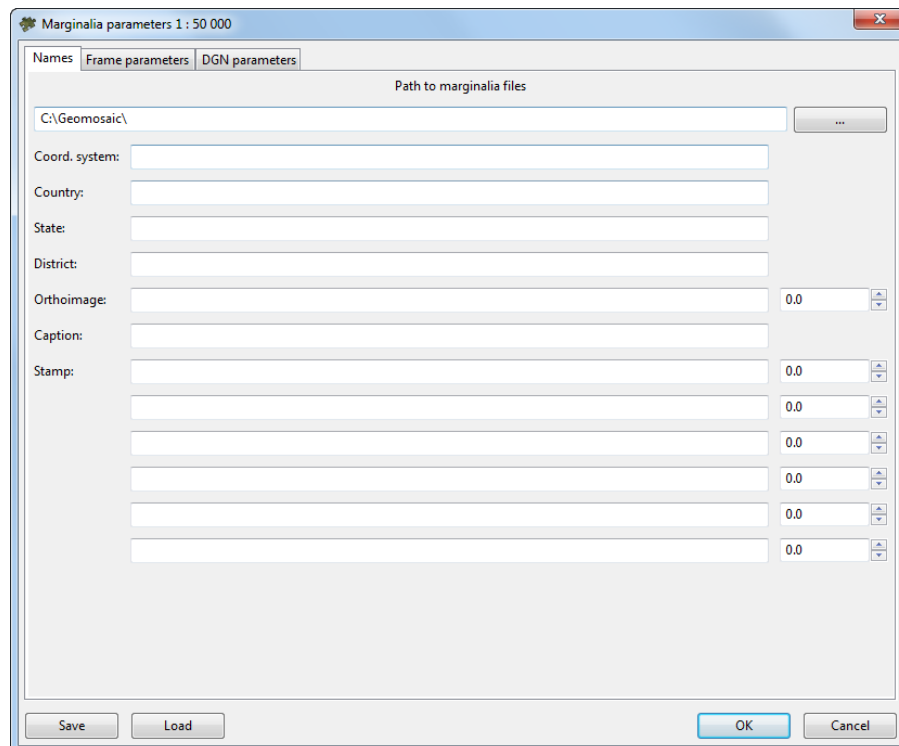 Marginalia parameters 1 : 50 000
Names Frame parameters DGN parameters
Path to marginalia files
C:\Geomosaic\ ...
Coord. system:
Country:
State:
District:
Orthoimage: 0.0
Caption:
Stamp: 0.0
0.0
0.0
0.0
0.0
0.0
Save Load OK Cancel